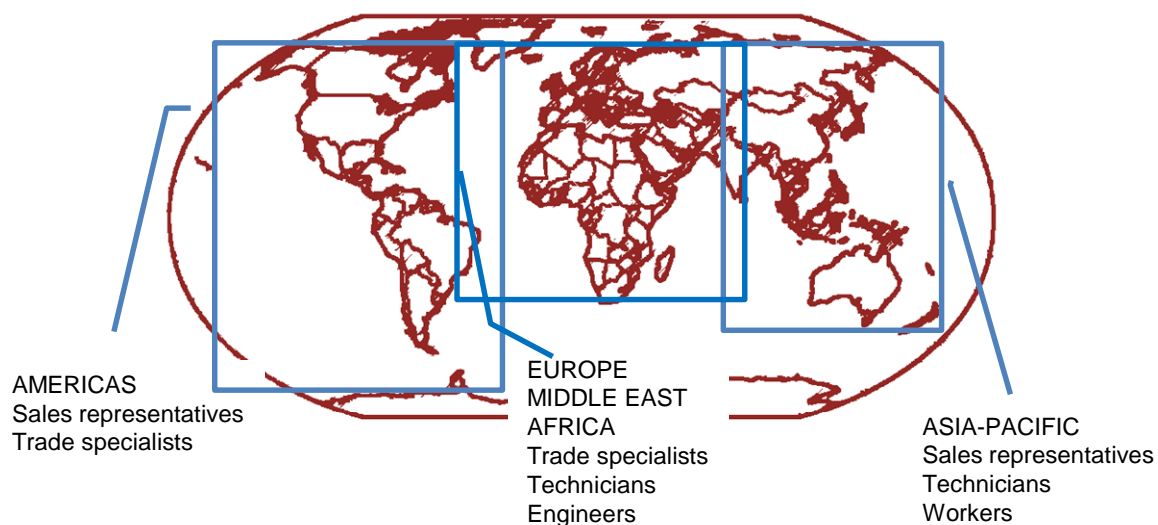 AMERICAS
Sales representatives
Trade specialists
EUROPE
MIDDLE EAST
AFRICA
Trade specialists
Technicians
Engineers
ASIA-PACIFIC
Sales representatives
Technicians
Workers